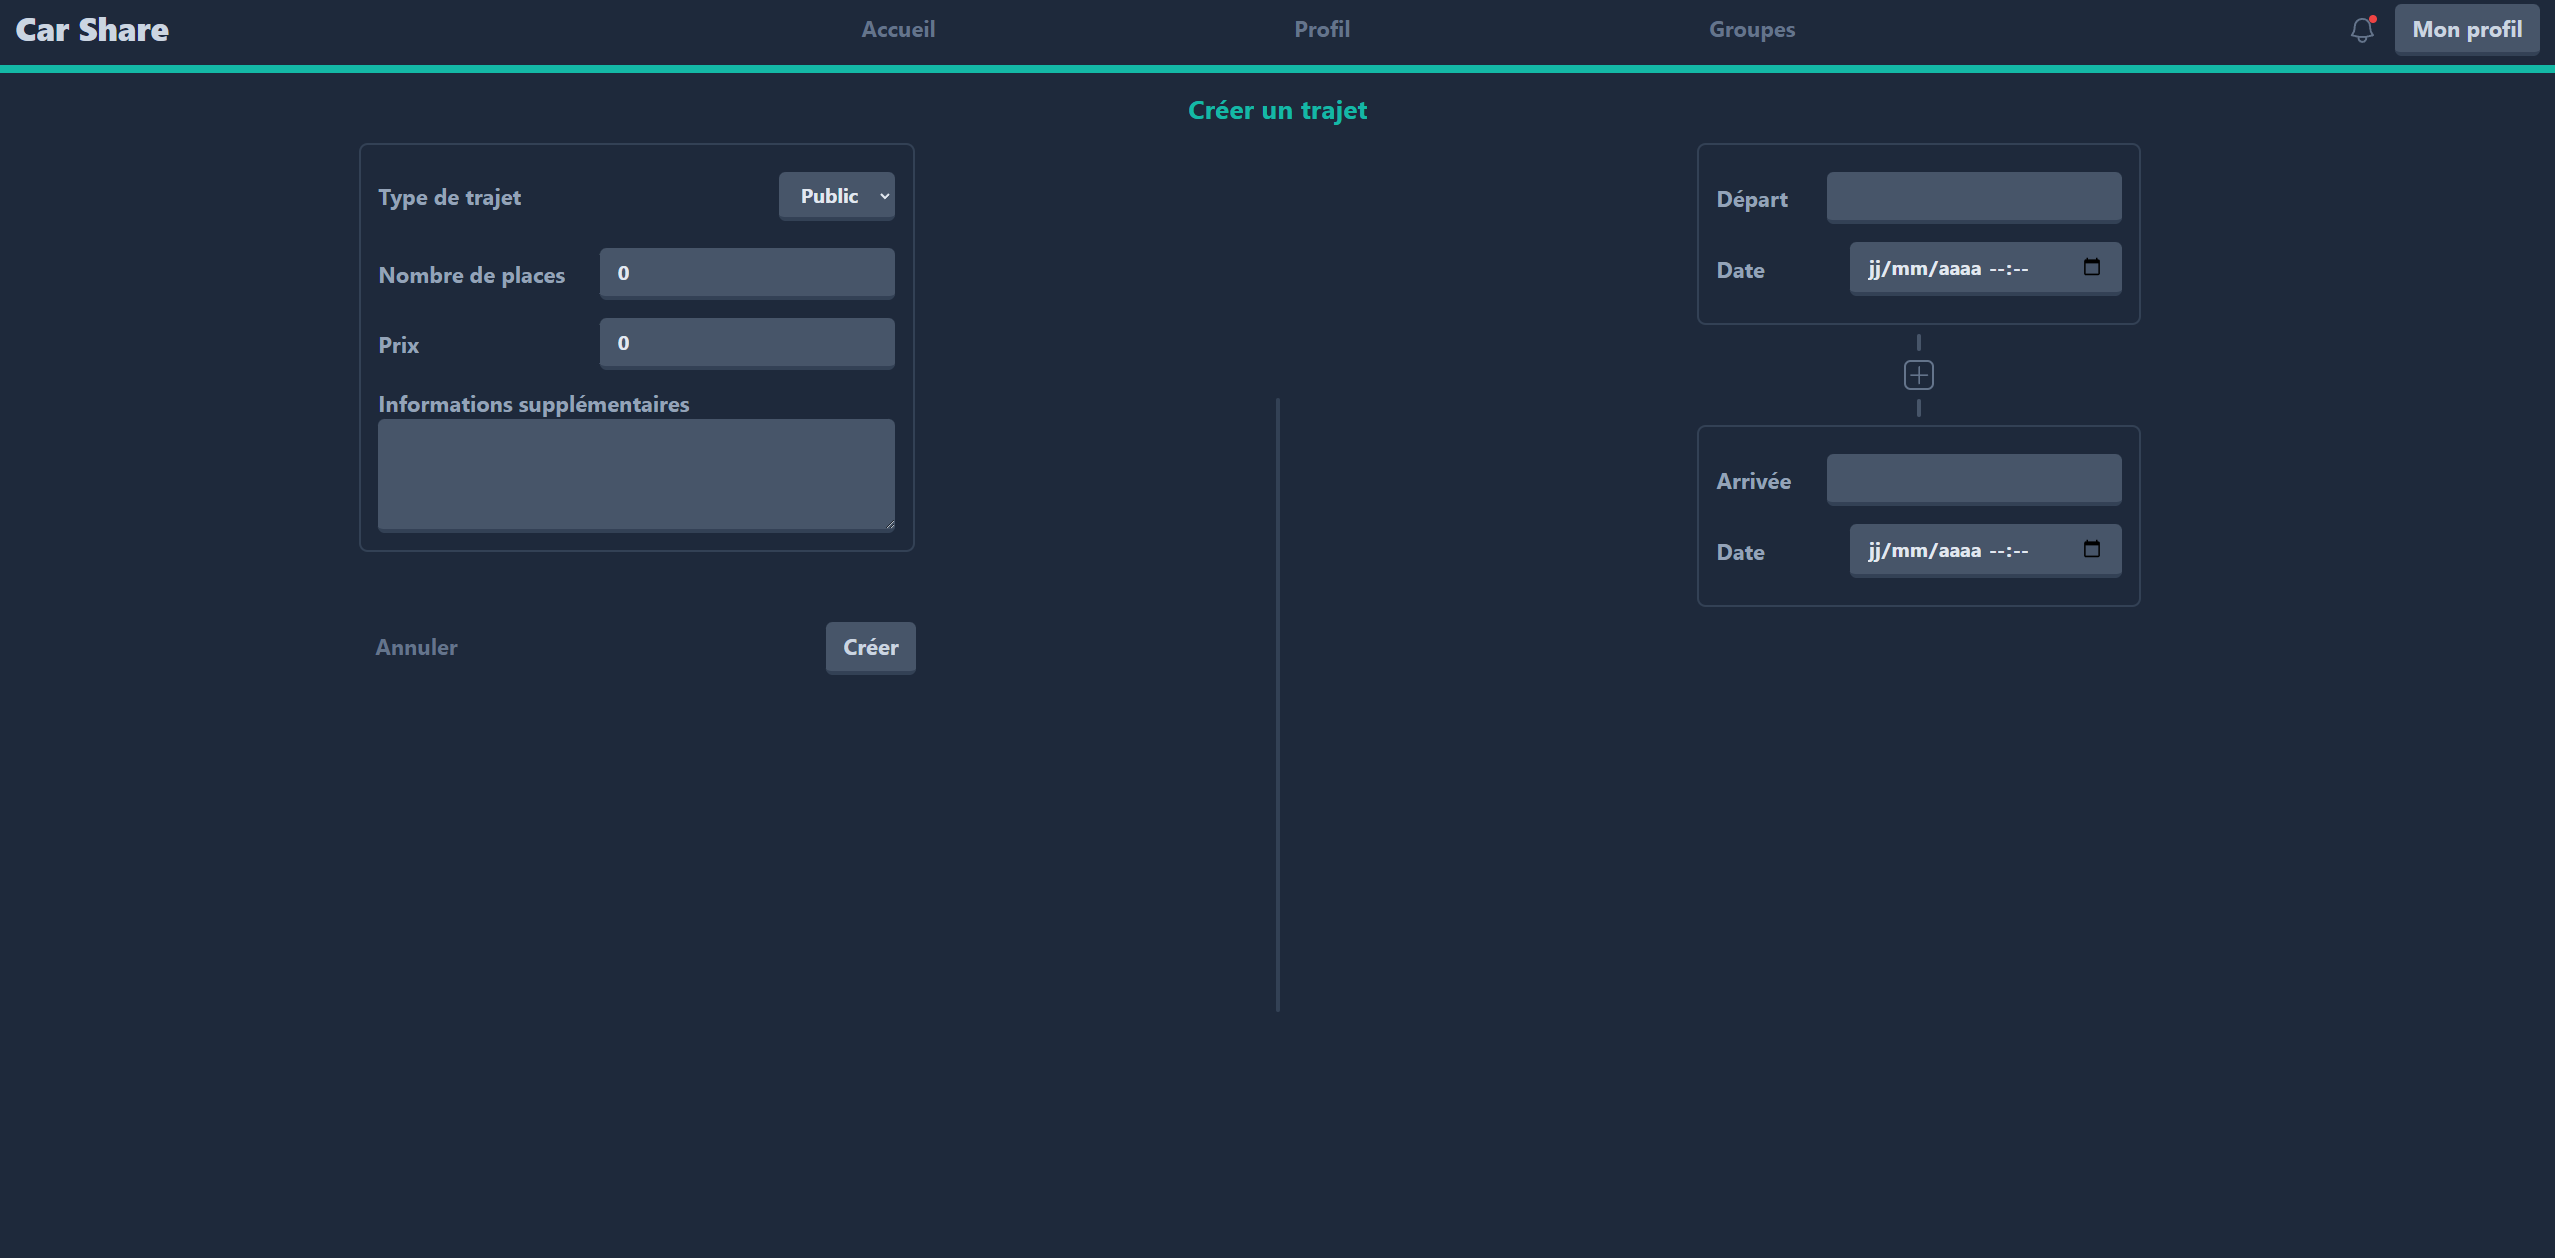 Car Share
Accueil
Profil
Groupes
Mon profil
Créer un trajet
Type de trajet
Public
Nombre de places
0
Prix
0
Informations supplémentaires
Annuler
Créer
Départ
Date
jj/mm/aaaa --:--
Arrivée
Date
jj/mm/aaaa --:--